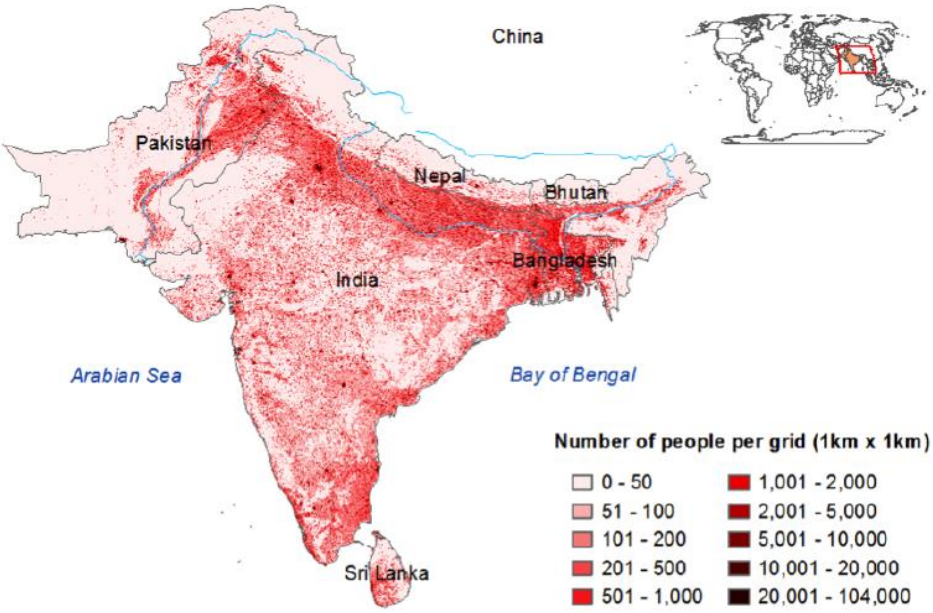 China
Pakistan
Nepal
Bhutan
Bangladesh
India
Arabian Sea
Bay of Bengal
Sri Lanka
Number of people per grid (1km x 1km)
0 - 50
51 - 100
101 - 200
201 - 500
501 - 1,000
1,001 - 2,000
2,001 - 5,000
5,001 - 10,000
10,001 - 20,000
20,001 - 104,000